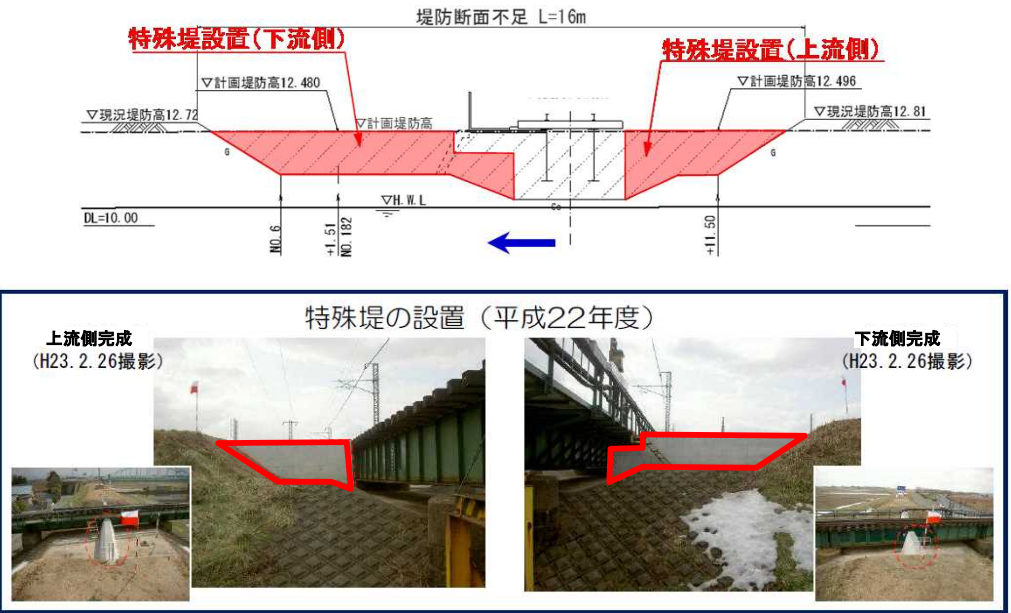 堤防断面不足 L=16m
特殊堤設置(下流側)
特殊堤設置(上流側)
▽計画堤防高12.480
▽計画堤防高12.496
▽現況堤防高12.72
▽計画堤防高
▽現況堤防高12.81
G
G
▽H.W.L
Co
DL=10.00
NO.6
+1.51
NO.182
+11.50
特殊堤の設置(平成22年度)
上流側完成
(H23.2.26撮影)
下流側完成
(H23.2.26撮影)